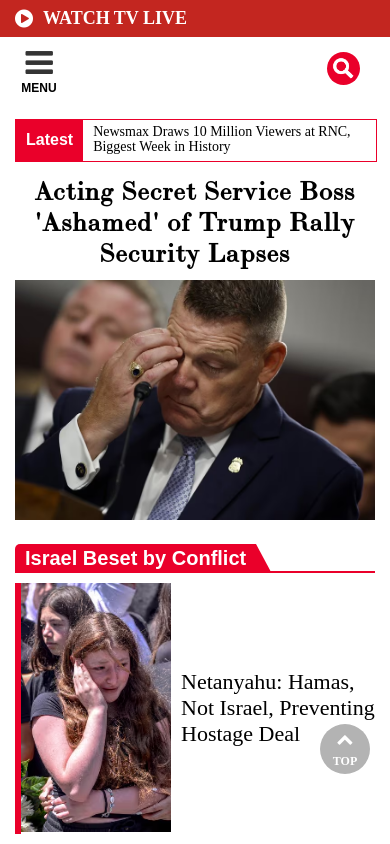 WATCH TV LIVE
MENU
Latest
Newsmax Draws 10 Million Viewers at RNC,
Biggest Week in History
Acting Secret Service Boss
'Ashamed' of Trump Rally
Security Lapses
Israel Beset by Conflict
Netanyahu: Hamas,
Not Israel, Preventing
Hostage Deal
TOP